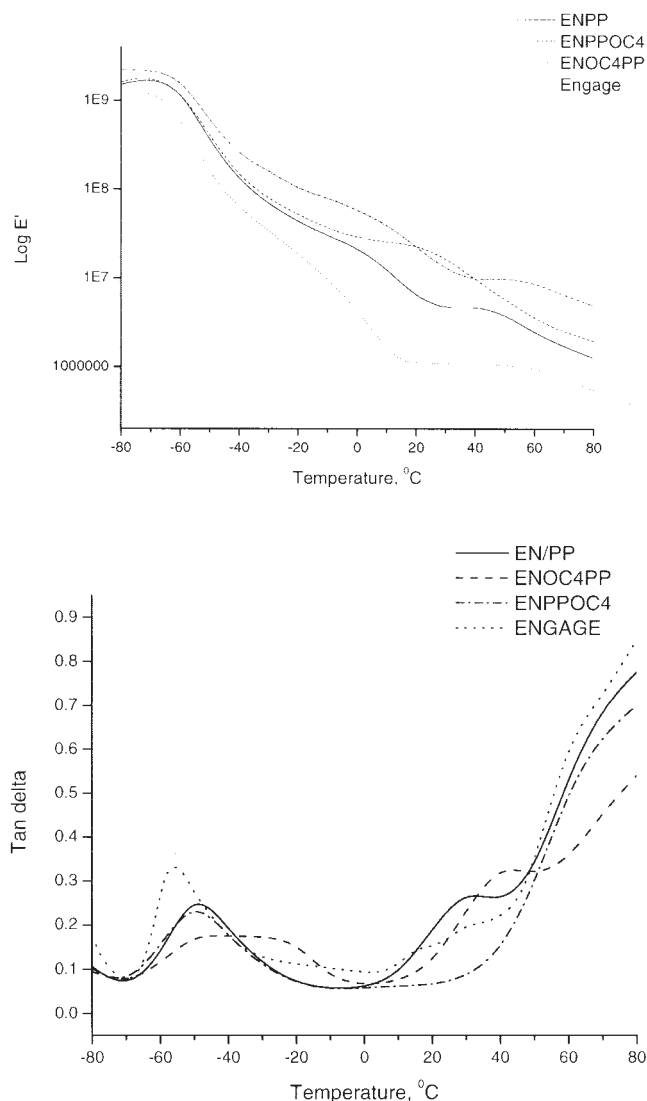 ENPP
ENPPOC4
ENOC4PP
Engage
1E9
1E8
1E7
1000000
Log E'
-80 -60 -40 -20 0 20 40 60 80
Temperature, ⁰C
EN/PP
ENOC4PP
ENPPOC4
ENGAGE
0.9
0.8
0.7
0.6
0.5
0.4
0.3
0.2
0.1
0.0
Tan delta
-80 -60 -40 -20 0 20 40 60 80
Temperature, ⁰C